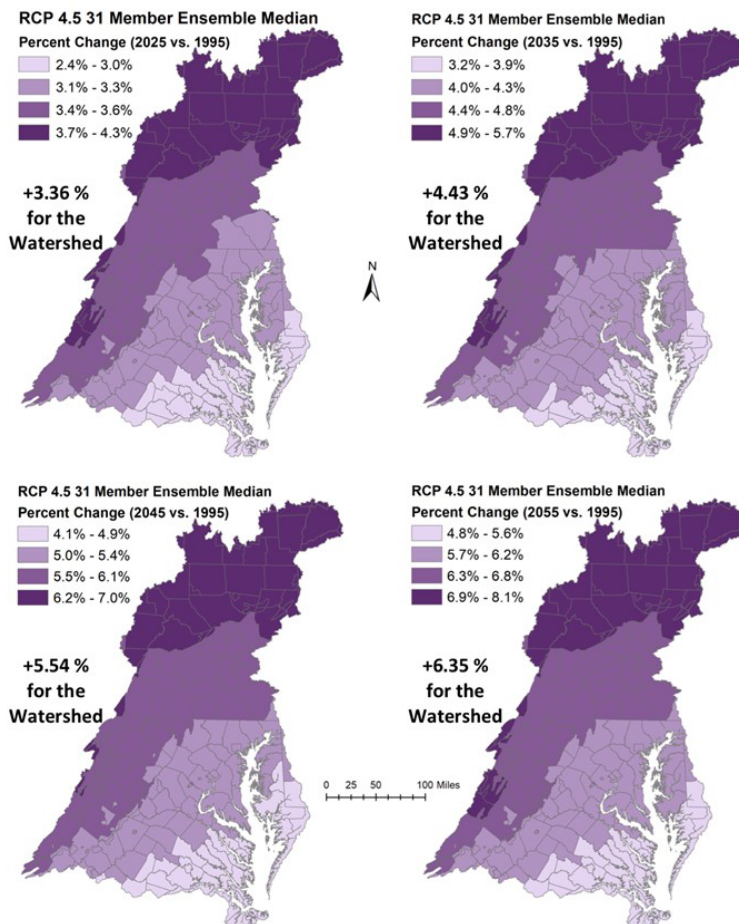 RCP 4.5 31 Member Ensemble Median
Percent Change (2025 vs. 1995)
2.4% - 3.0%
3.1% - 3.3%
3.4% - 3.6%
3.7% - 4.3%
+3.36 %
for the
Watershed
RCP 4.5 31 Member Ensemble Median
Percent Change (2035 vs. 1995)
3.2% - 3.9%
4.0% - 4.3%
4.4% - 4.8%
4.9% - 5.7%
+4.43 %
for the
Watershed
N
RCP 4.5 31 Member Ensemble Median
Percent Change (2045 vs. 1995)
4.1% - 4.9%
5.0% - 5.4%
5.5% - 6.1%
6.2% - 7.0%
+5.54 %
for the
Watershed
RCP 4.5 31 Member Ensemble Median
Percent Change (2055 vs. 1995)
4.8% - 5.6%
5.7% - 6.2%
6.3% - 6.8%
6.9% - 8.1%
+6.35 %
for the
Watershed
0 25 50 100 Miles